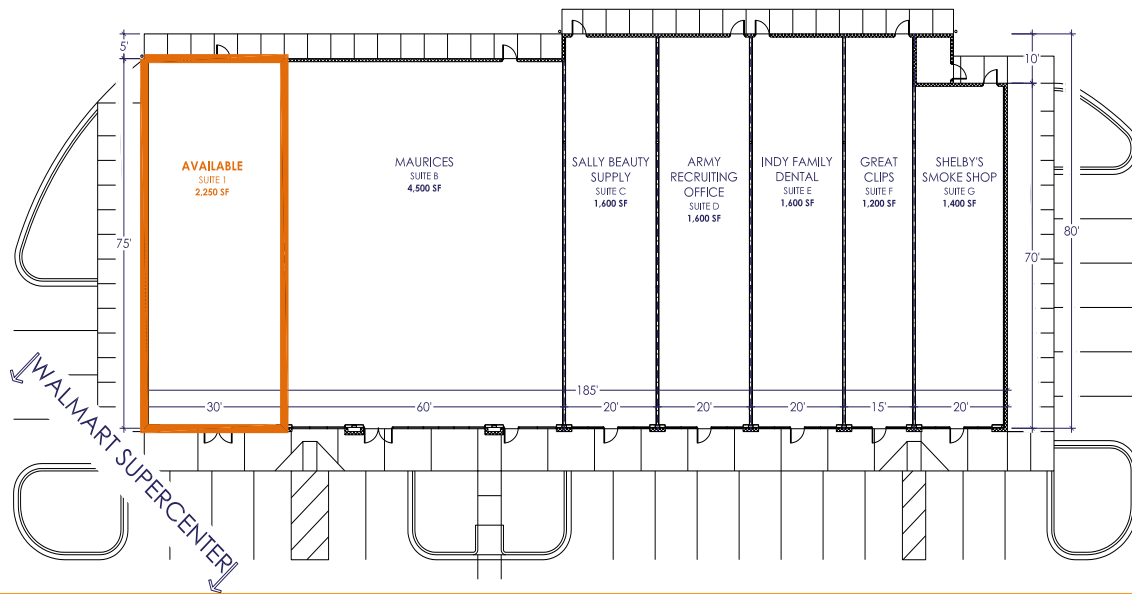 5'
10'
AVAILABLE
SUITE 1
2,250 SF
MAURICES
SUITE B
4,500 SF
SALLY BEAUTY
SUPPLY
SUITE C
1,600 SF
ARMY
RECRUITING
OFFICE
SUITE D
1,600 SF
INDY FAMILY
DENTAL
SUITE E
1,600 SF
GREAT
CLIPS
SUITE F
1,200 SF
SHELBY'S
SMOKE SHOP
SUITE G
1,400 SF
75'
70'
80'
185'
30'
60'
20'
20'
20'
15'
20'
WALMART SUPERCENTER